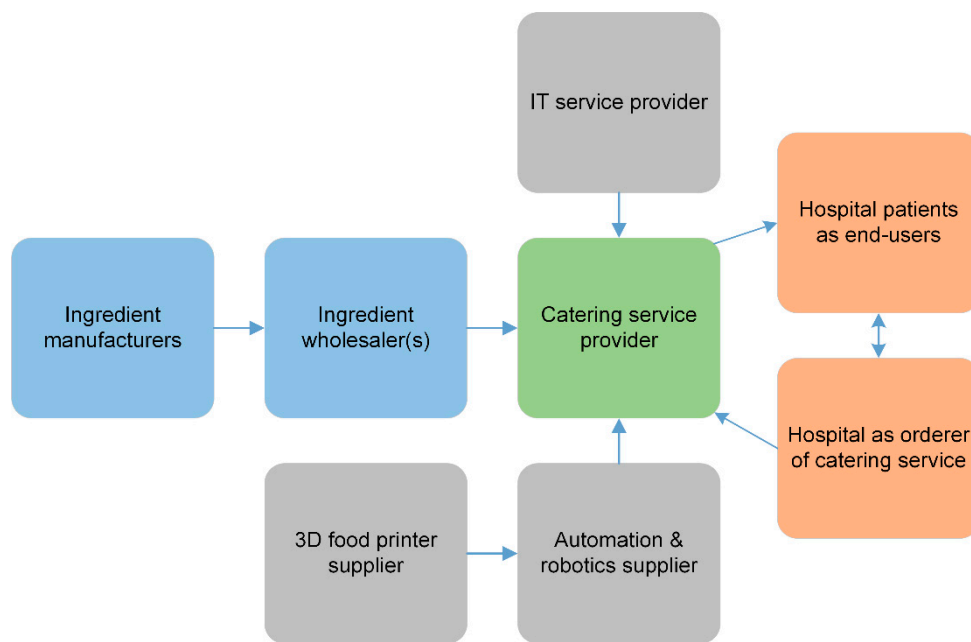 IT service provider
Hospital patients
as end-users
Ingredient
manufacturers
Ingredient
wholesaler(s)
Catering service
provider
Hospital as orderer
of catering service
3D food printer
supplier
Automation &
robotics supplier